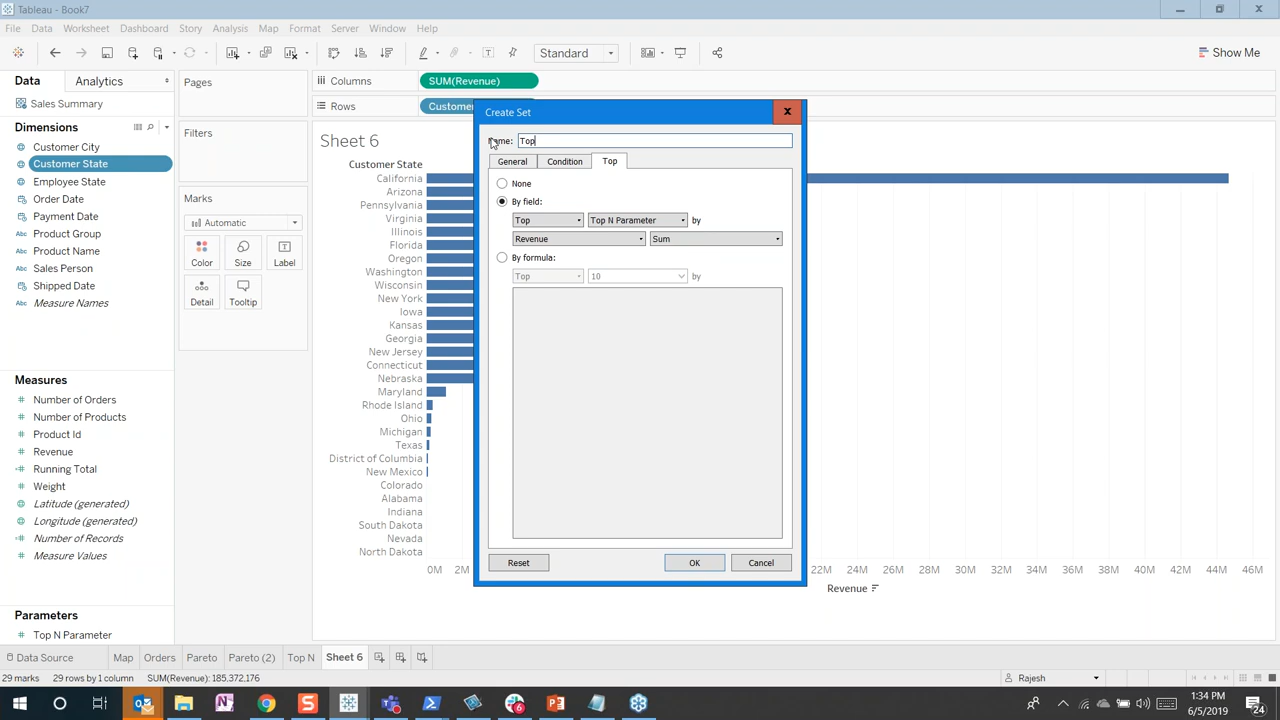 Tableau - Book7
File Data Worksheet Dashboard Story Analysis Map Format Server Window Help
Standard
Show Me
Data Analytics
Sales Summary
Dimensions
Customer City
Customer State
Employee State
Order Date
Payment Date
Abc Product Group
Abc Product Name
Abc Sales Person
Shipped Date
Abc Measure Names
Measures
Number of Orders
Number of Products
Product Id
Revenue
Running Total
Weight
Latitude (generated)
Longitude (generated)
Number of Records
Measure Values
Parameters
Top N Parameter
Pages
Filters
Marks
Automatic
Color Size Label
Detail Tooltip
Columns SUM(Revenue)
Rows Custome
Sheet 6
Customer State
California
Arizona
Pennsylvania
Virginia
Illinois
Florida
Oregon
Washington
Wisconsin
New York
Iowa
Kansas
Georgia
New Jersey
Connecticut
Nebraska
Maryland
Rhode Island
Ohio
Michigan
Texas
District of Columbia
New Mexico
Colorado
Alabama
Indiana
South Dakota
Nevada
North Dakota
0M 2M 22M 24M 26M 28M 30M 32M 34M 36M 38M 40M 42M 44M 46M
Revenue
Create Set
Name: Top
General Condition Top
None
By field:
Top Top N Parameter by
Revenue Sum
By formula:
Top 10 by
Reset OK Cancel
Data Source Map Orders Pareto Pareto (2) Top N Sheet 6
29 marks 29 rows by 1 column SUM(Revenue): 185,372,176 Rajesh
1:34 PM
6/5/2019
24
6